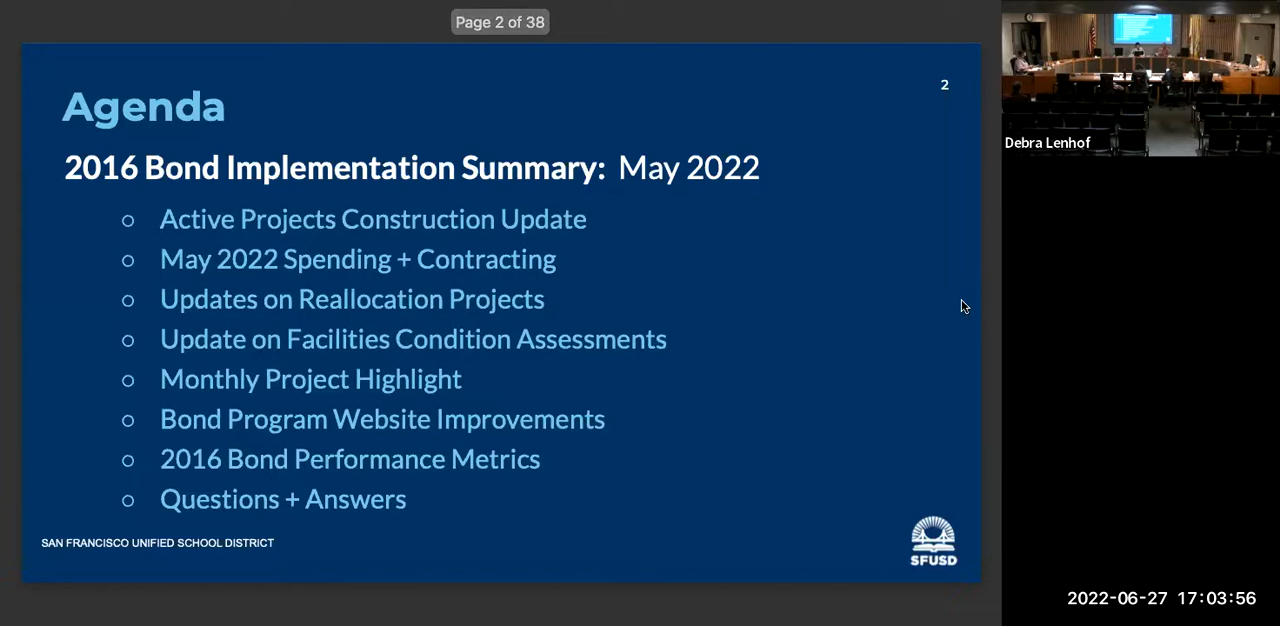 Page 2 of 38
2
Agenda
2016 Bond Implementation Summary: May 2022
Active Projects Construction Update
May 2022 Spending + Contracting
Updates on Reallocation Projects
Update on Facilities Condition Assessments
Monthly Project Highlight
Bond Program Website Improvements
2016 Bond Performance Metrics
Questions + Answers
SAN FRANCISCO UNIFIED SCHOOL DISTRICT
SFUSD
Debra Lenhof
2022-06-27 17:03:56